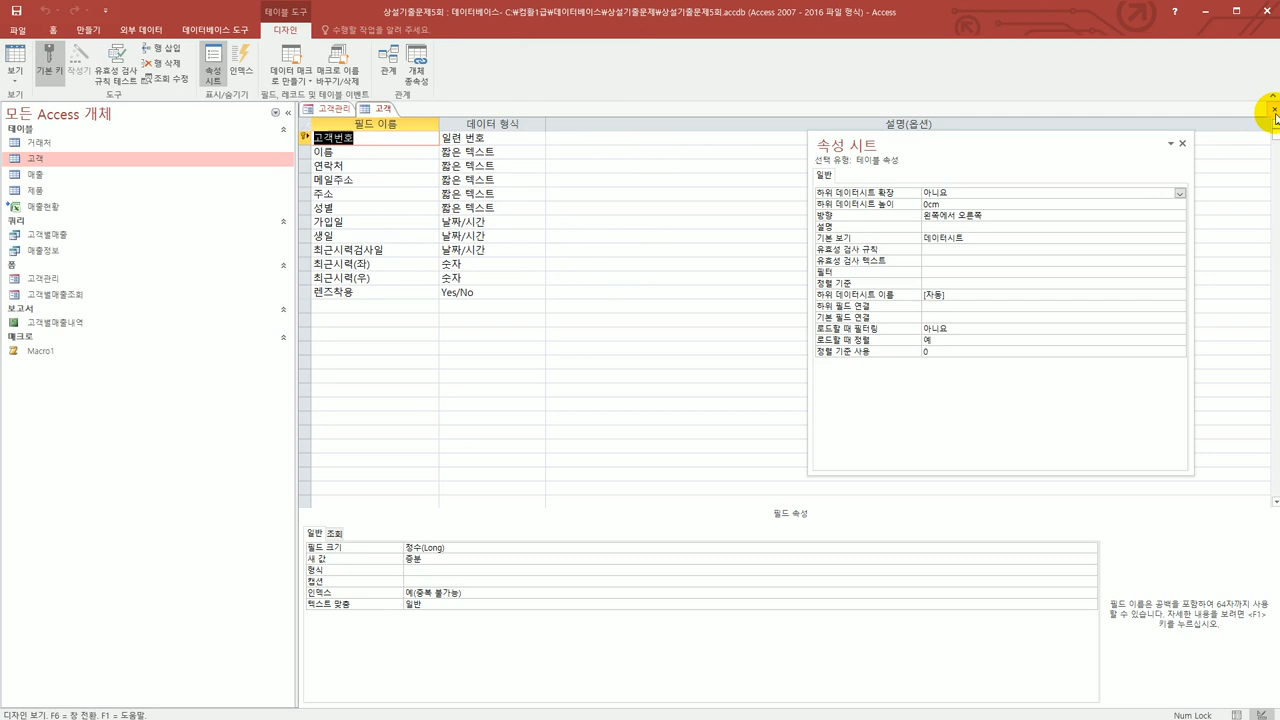 테이블 도구
상설기출문제5회 : 데이터베이스- C:₩컴활1급₩데이터베이스₩상설기출문제₩상설기출문제5회.accdb (Access 2007 - 2016 파일 형식) - Access
파일 홈 만들기 외부 데이터 데이터베이스 도구 디자인 수행할 작업을 알려 주세요.
보기 기본 키 작성기 유효성 검사 규칙 테스트 행 삽입 행 삭제 조회 수정 속성 시트 인덱스 데이터 매크로 만들기 매크로 이름 바꾸기/삭제 관계 개체 종속성
보기 도구 표시/숨기기 필드, 레코드 및 테이블 이벤트 관계
모든 Access 개체
테이블
거래처
고객
매출
제품
매출현황
쿼리
고객별매출
매출정보
폼
고객관리
고객별매출조회
보고서
고객별매출내역
매크로
Macro1
고객관리 고객
필드 이름 데이터 형식 설명(옵션)
고객번호 일련 번호
이름 짧은 텍스트
연락처 짧은 텍스트
메일주소 짧은 텍스트
주소 짧은 텍스트
성별 짧은 텍스트
가입일 날짜/시간
생일 날짜/시간
최근시력검사일 날짜/시간
최근시력(좌) 숫자
최근시력(우) 숫자
렌즈착용 Yes/No
속성 시트
선택 유형: 테이블 속성
일반
하위 데이터시트 확장 아니요
하위 데이터시트 높이 0cm
방향 왼쪽에서 오른쪽
설명
기본 보기 데이터시트
유효성 검사 규칙
유효성 검사 텍스트
필터
정렬 기준
하위 데이터시트 이름 [자동]
하위 필드 연결
기본 필드 연결
로드할 때 필터링 아니요
로드할 때 정렬 예
정렬 기준 사용 0
필드 속성
일반 조회
필드 크기 정수(Long)
새 값 증분
형식
캡션
인덱스 예(중복 불가능)
텍스트 맞춤 일반
필드 이름은 공백을 포함하여 64자까지 사용
할 수 있습니다. 자세한 내용을 보려면 <F1>
키를 누르십시오.
디자인 보기. F6 = 창 전환. F1 = 도움말.
Num Lock